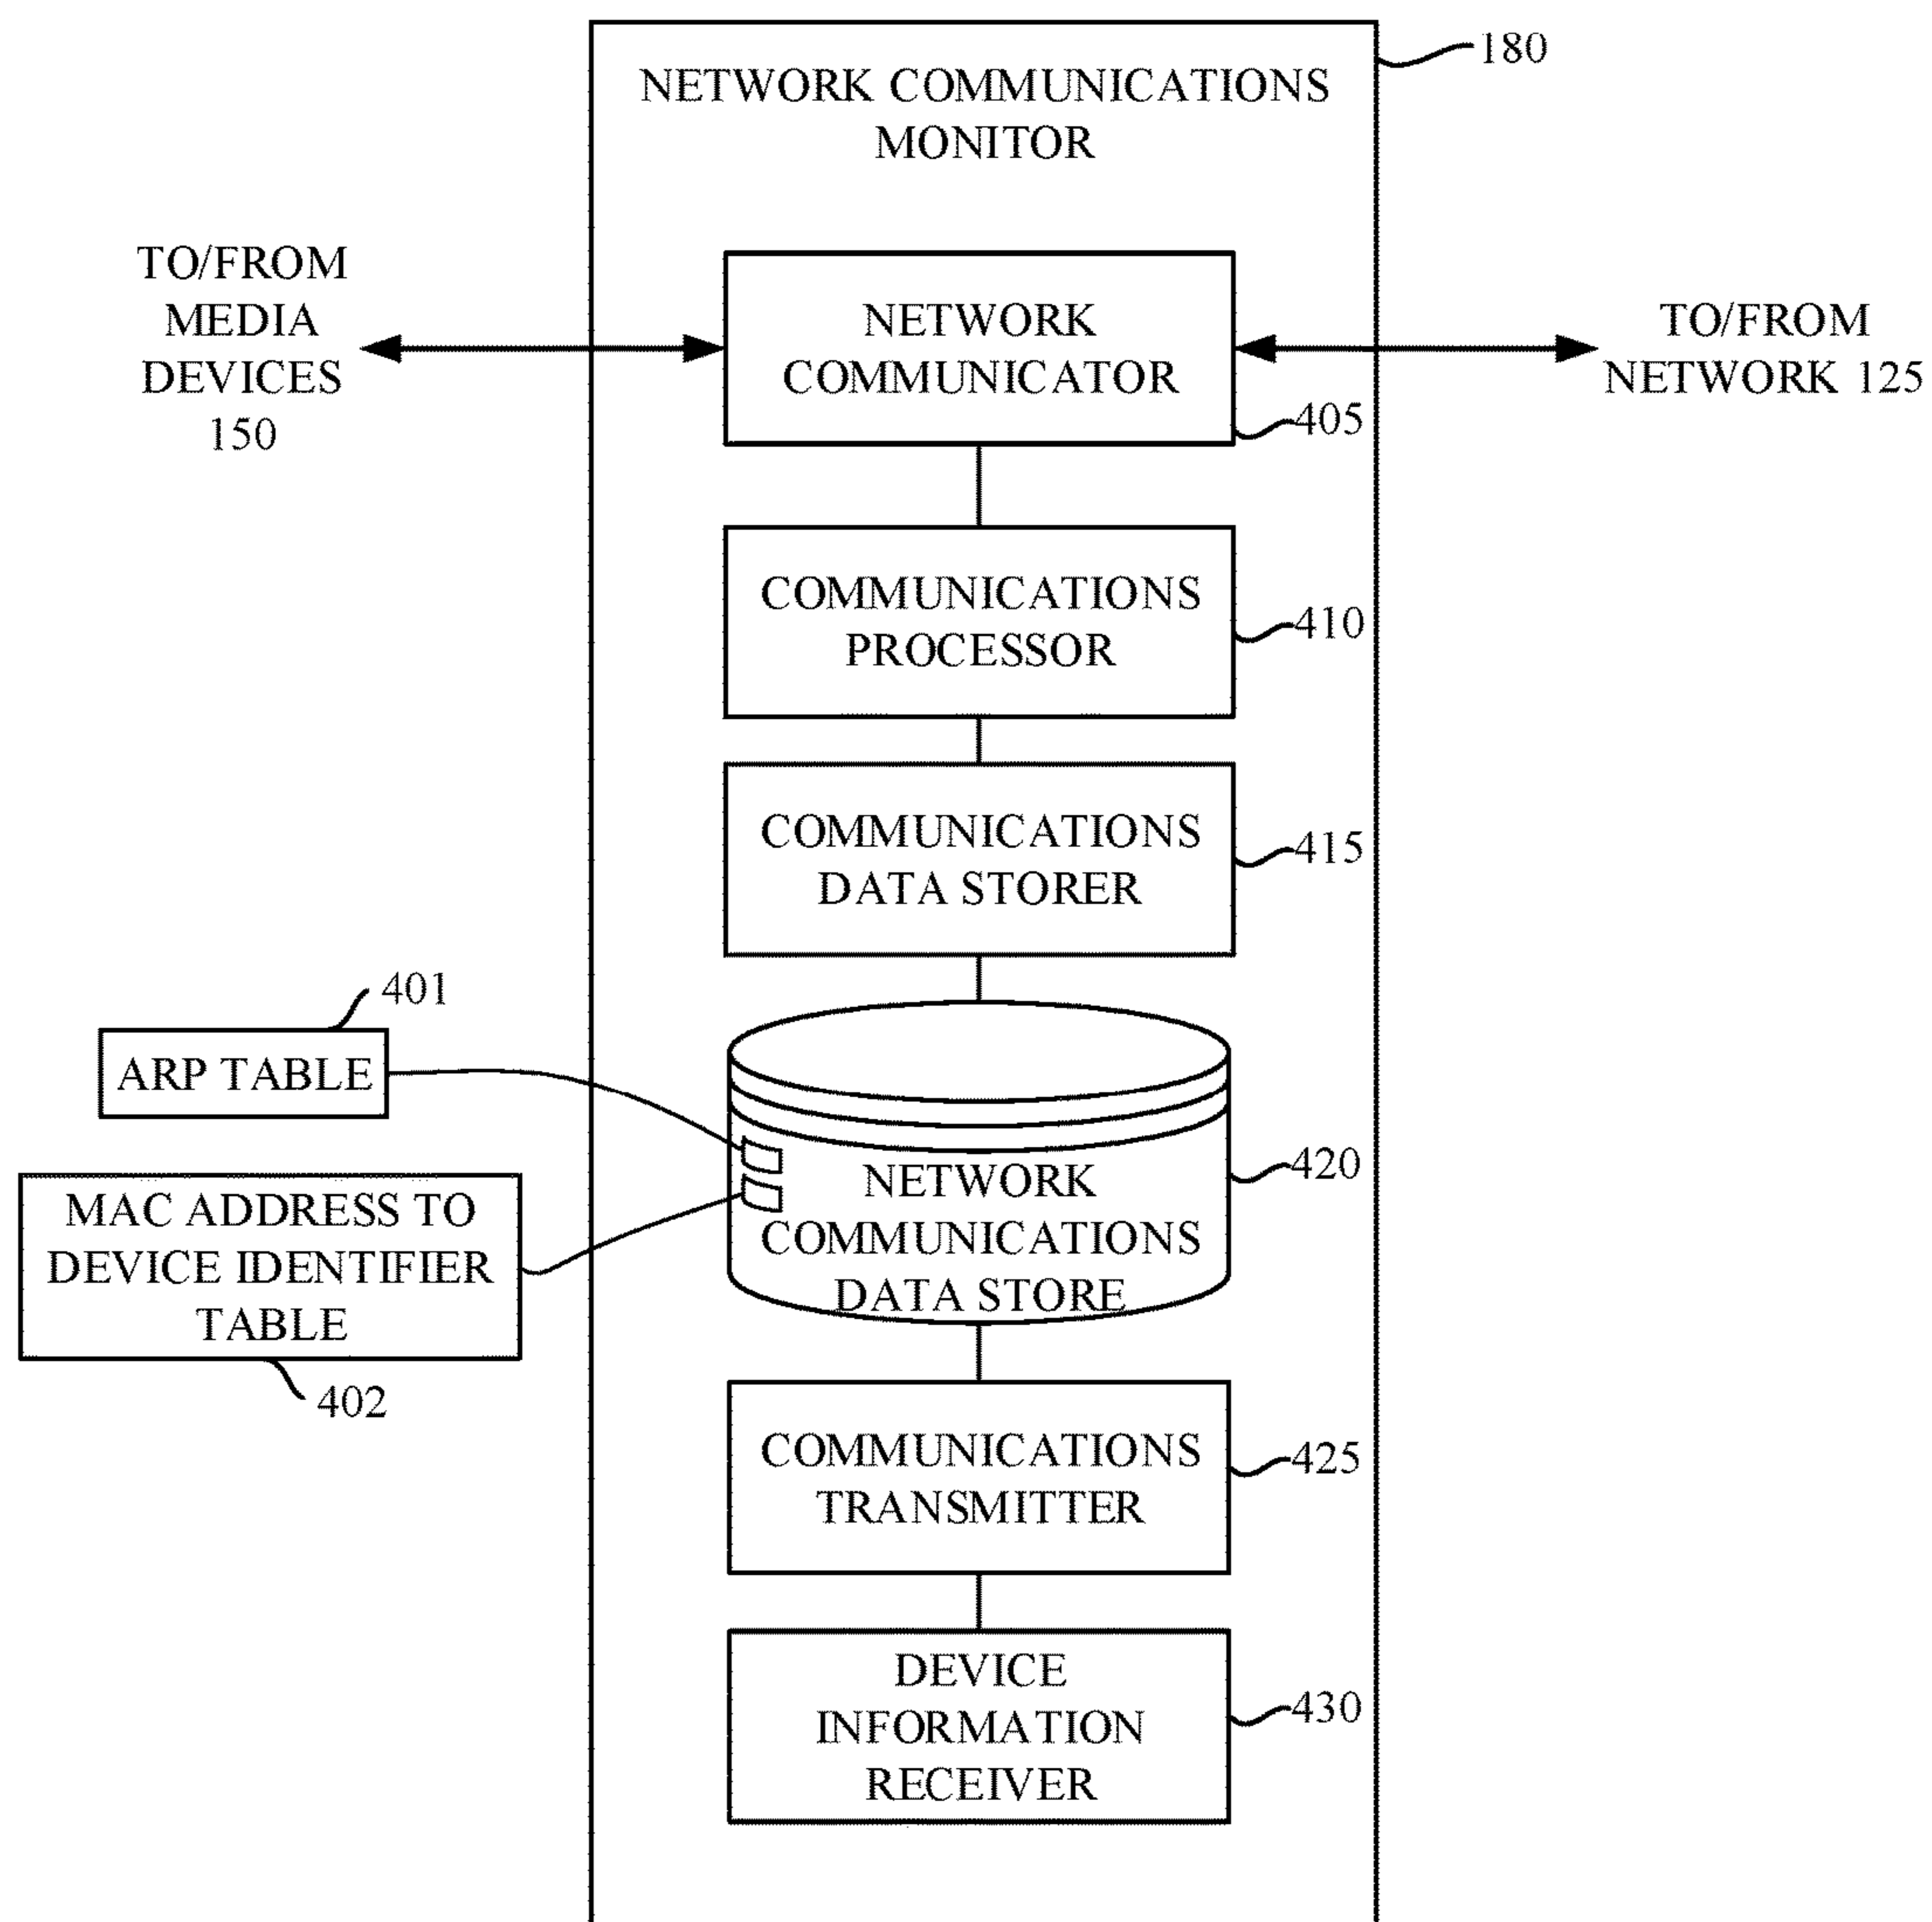 180
NETWORK COMMUNICATIONS
MONITOR
TO/FROM
MEDIA
DEVICES
150
NETWORK
COMMUNICATOR
405
TO/FROM
NETWORK 125
COMMUNICATIONS
PROCESSOR
410
COMMUNICATIONS
DATA STORER
415
401
ARP TABLE
MAC ADDRESS TO
DEVICE IDENTIFIER
TABLE
402
NETWORK
COMMUNICATIONS
DATA STORE
420
COMMUNICATIONS
TRANSMITTER
425
DEVICE
INFORMATION
RECEIVER
430